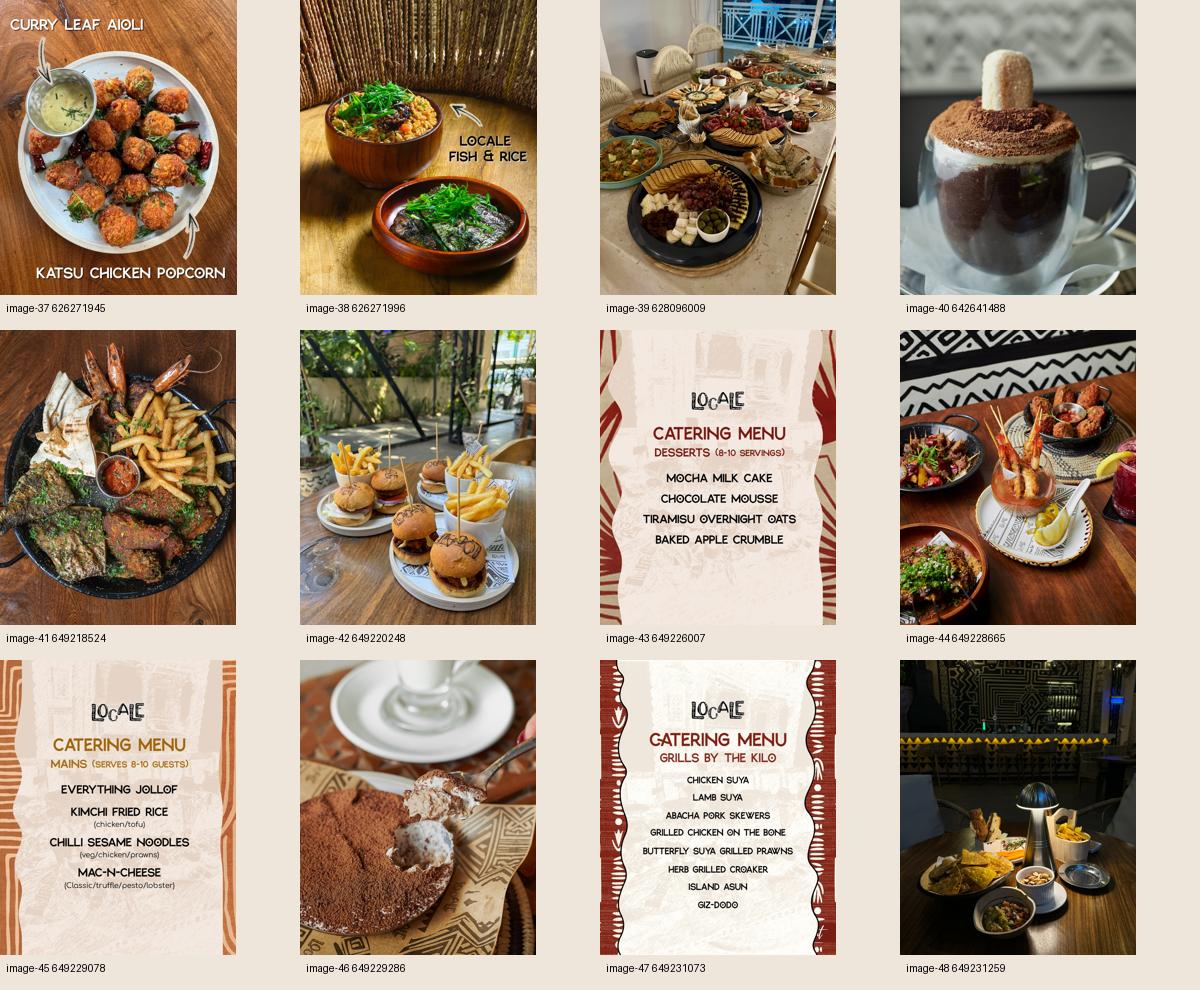 CURRY LEAF AIOLI
KATSU CHICKEN POPCORN
image-37 626271945
LOCALE
FISH & RICE
image-38 626271996
image-39 628096009
image-40 642641488
image-41 649218524
image-42 649220248
LOCALE
CATERING MENU
DESSERTS (8-10 SERVINGS)
MOCHA MILK CAKE
CHOCOLATE MOUSSE
TIRAMISU OVERNIGHT OATS
BAKED APPLE CRUMBLE
image-43 649226007
image-44 649228665
LOCALE
CATERING MENU
MAINS (SERVES 8-10 GUESTS)
EVERYTHING JOLLOF
KIMCHI FRIED RICE
(chicken/tofu)
CHILLI SESAME NOODLES
(veg/chicken/prawns)
MAC-N-CHEESE
(Classic/truffle/pesto/lobster)
image-45 649229078
image-46 649229286
LOCALE
CATERING MENU
GRILLS BY THE KILO
CHICKEN SUYA
LAMB SUYA
ABACHA PORK SKEWERS
GRILLED CHICKEN ON THE BONE
BUTTERFLY SUYA GRILLED PRAWNS
HERB GRILLED CROAKER
ISLAND ASUN
GIZ-DODO
image-47 649231073
image-48 649231259